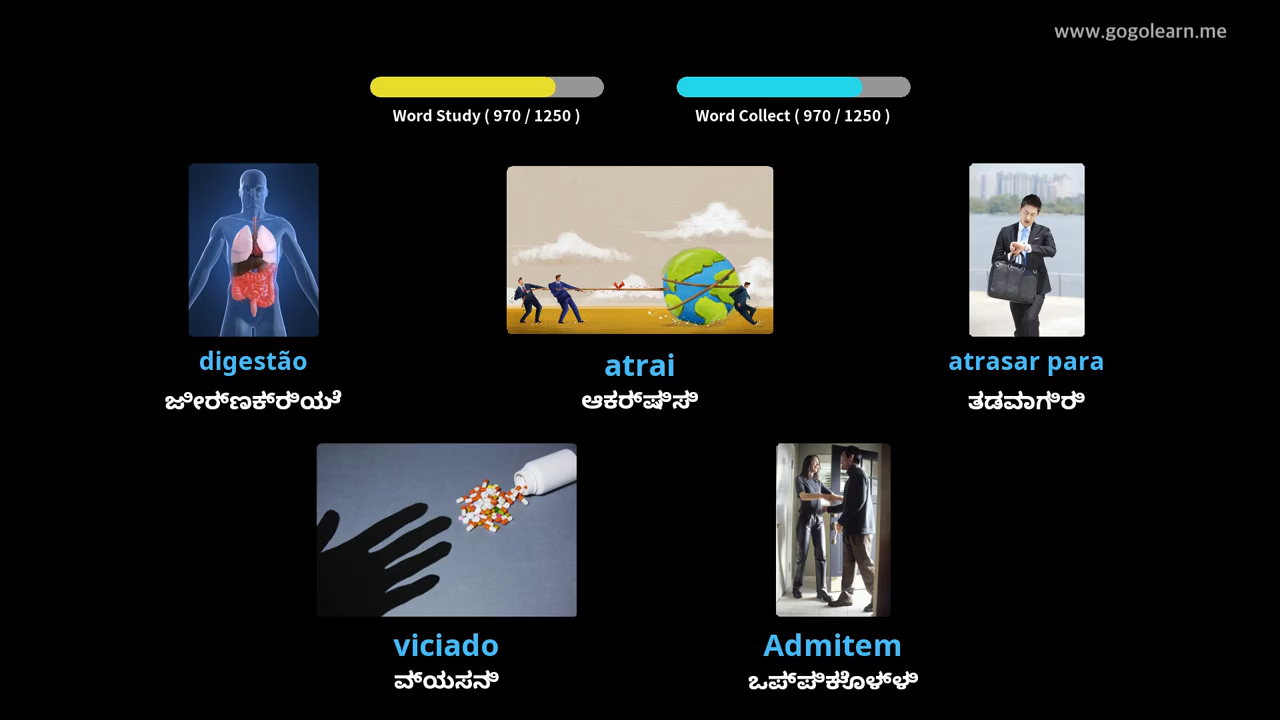 www.gogolearn.me
Word Study ( 970 / 1250 )
Word Collect ( 970 / 1250 )
digestão
ಜೀರ್ಣಕ್ರಿಯೆ
atrai
ಆಕರ್ಷಿಸಿ
atrasar para
ತಡವಾಗಿರಿ
viciado
ವ್ಯಸನಿ
Admitem
ಒಪ್ಪಿಕೊಳ್ಳಿ